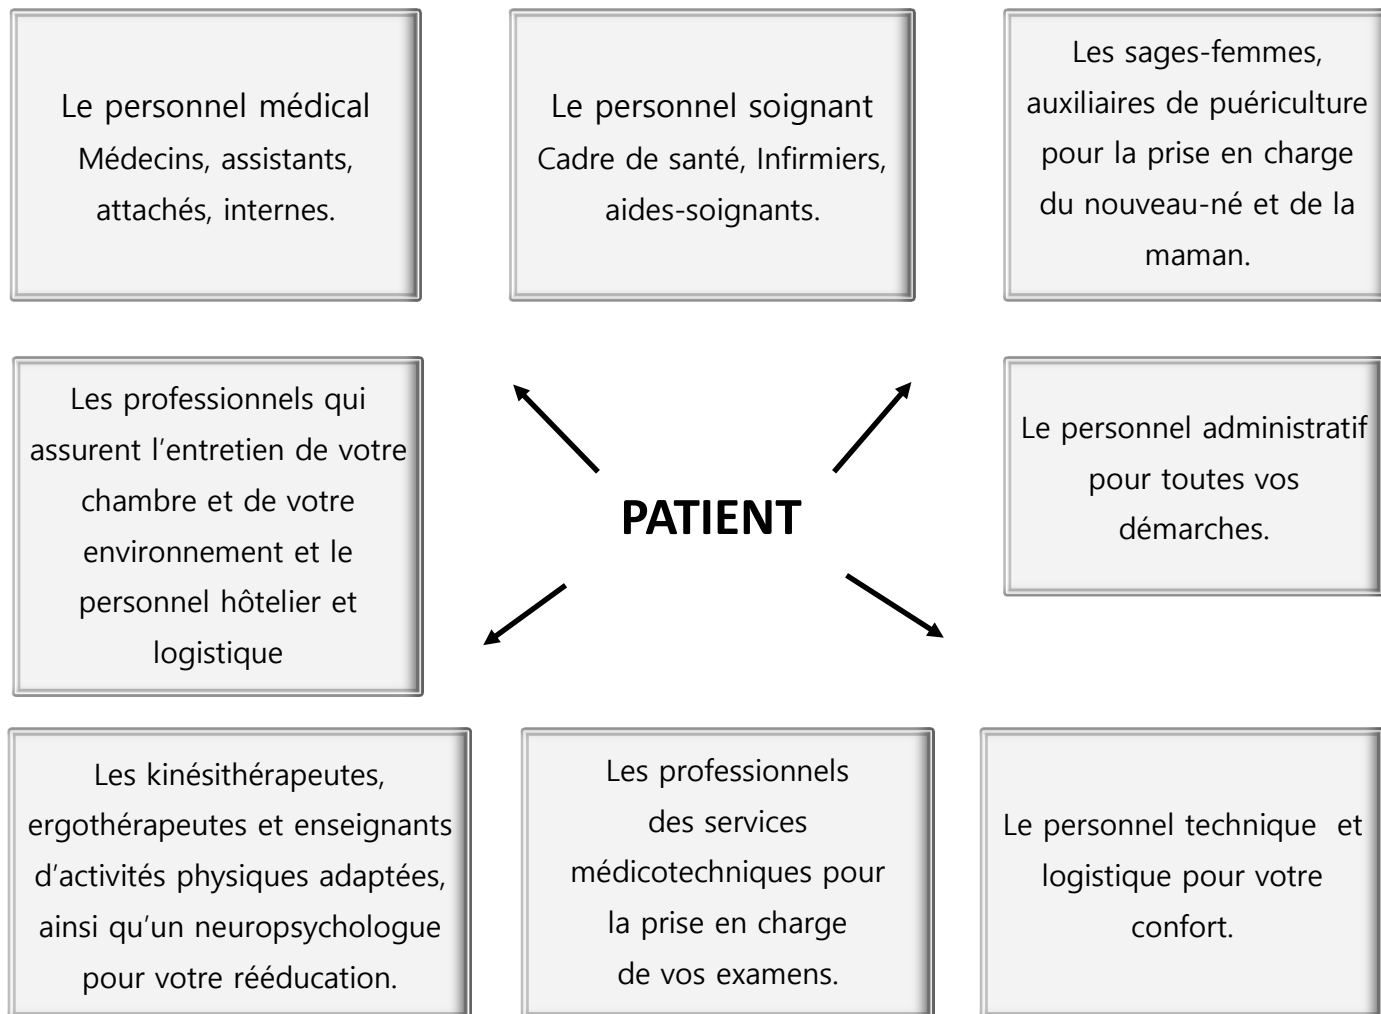 Le personnel médical
Médecins, assistants,
attachés, internes.
Le personnel soignant
Cadre de santé, Infirmiers,
aides-soignants.
Les sages-femmes,
auxiliaires de puériculture
pour la prise en charge
du nouveau-né et de la
maman.
Les professionnels qui
assurent l’entretien de votre
chambre et de votre
environnement et le
personnel hôtelier et
logistique
PATIENT
Le personnel administratif
pour toutes vos
démarches.
Les kinésithérapeutes,
ergothérapeutes et enseignants
d’activités physiques adaptées,
ainsi qu’un neuropsychologue
pour votre rééducation.
Les professionnels
des services
médicotechniques pour
la prise en charge
de vos examens.
Le personnel technique  et
logistique pour votre
confort.